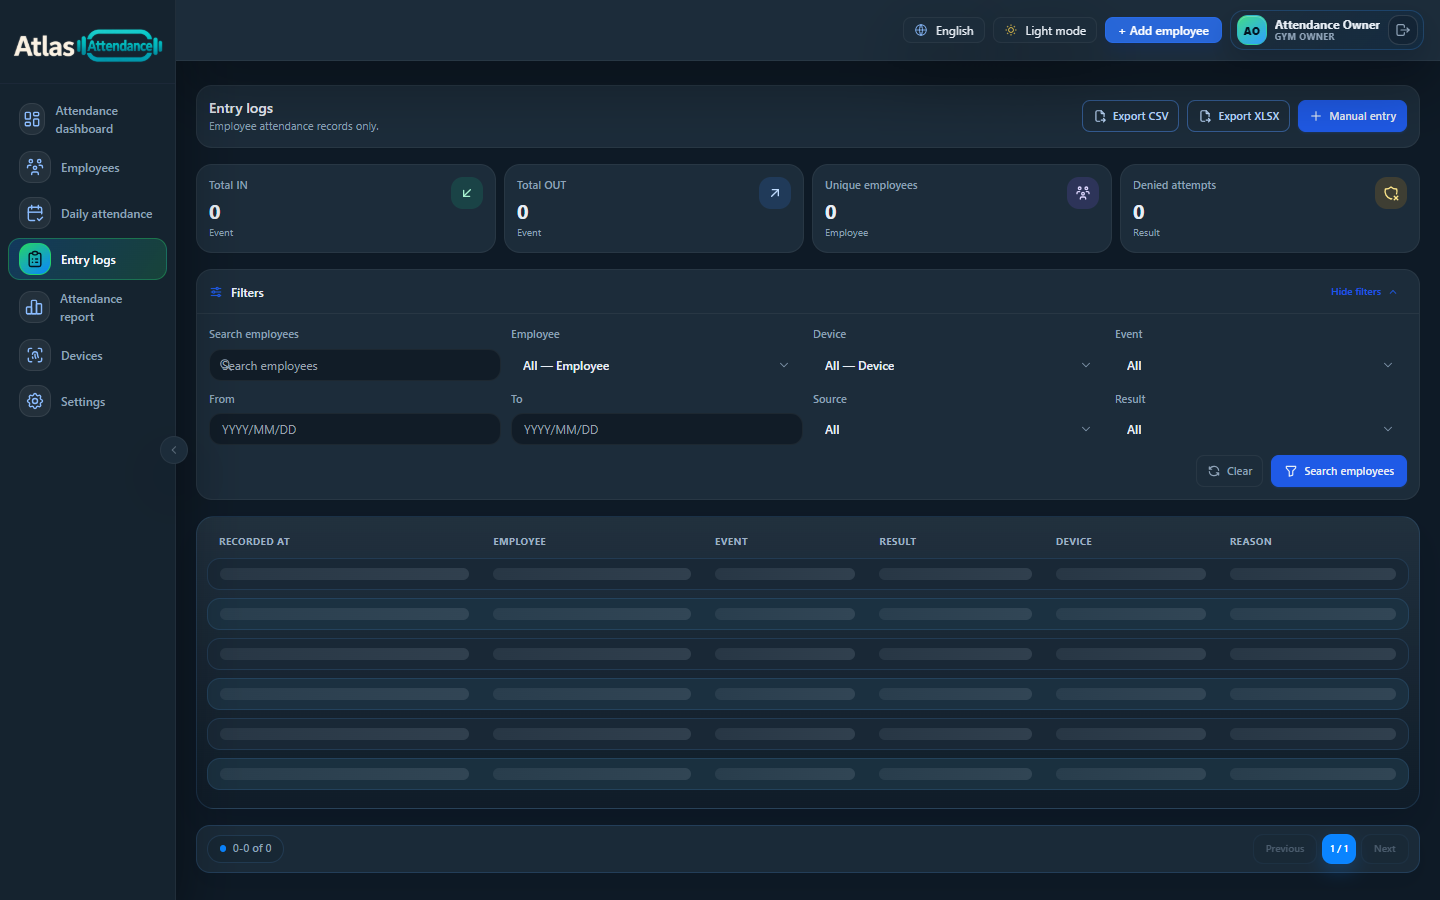 Atlas Attendance
English
Light mode
+ Add employee
AO
Attendance Owner
GYM OWNER
Attendance dashboard
Employees
Daily attendance
Entry logs
Attendance report
Devices
Settings
Entry logs
Employee attendance records only.
Export CSV
Export XLSX
Manual entry
Total IN
0
Event
Total OUT
0
Event
Unique employees
0
Employee
Denied attempts
0
Result
Filters
Hide filters
Search employees
Employee
Device
Event
Search employees
All — Employee
All — Device
All
From
To
Source
Result
YYYY/MM/DD
YYYY/MM/DD
All
All
Clear
Search employees
RECORDED AT
EMPLOYEE
EVENT
RESULT
DEVICE
REASON
0-0 of 0
Previous
1 / 1
Next